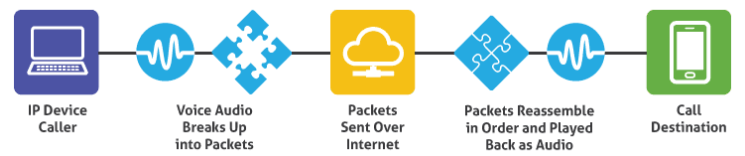 IP Device
Caller
Voice Audio
Breaks Up
into Packets
Packets
Sent Over
Internet
Packets Reassemble
in Order and Played
Back as Audio
Call
Destination